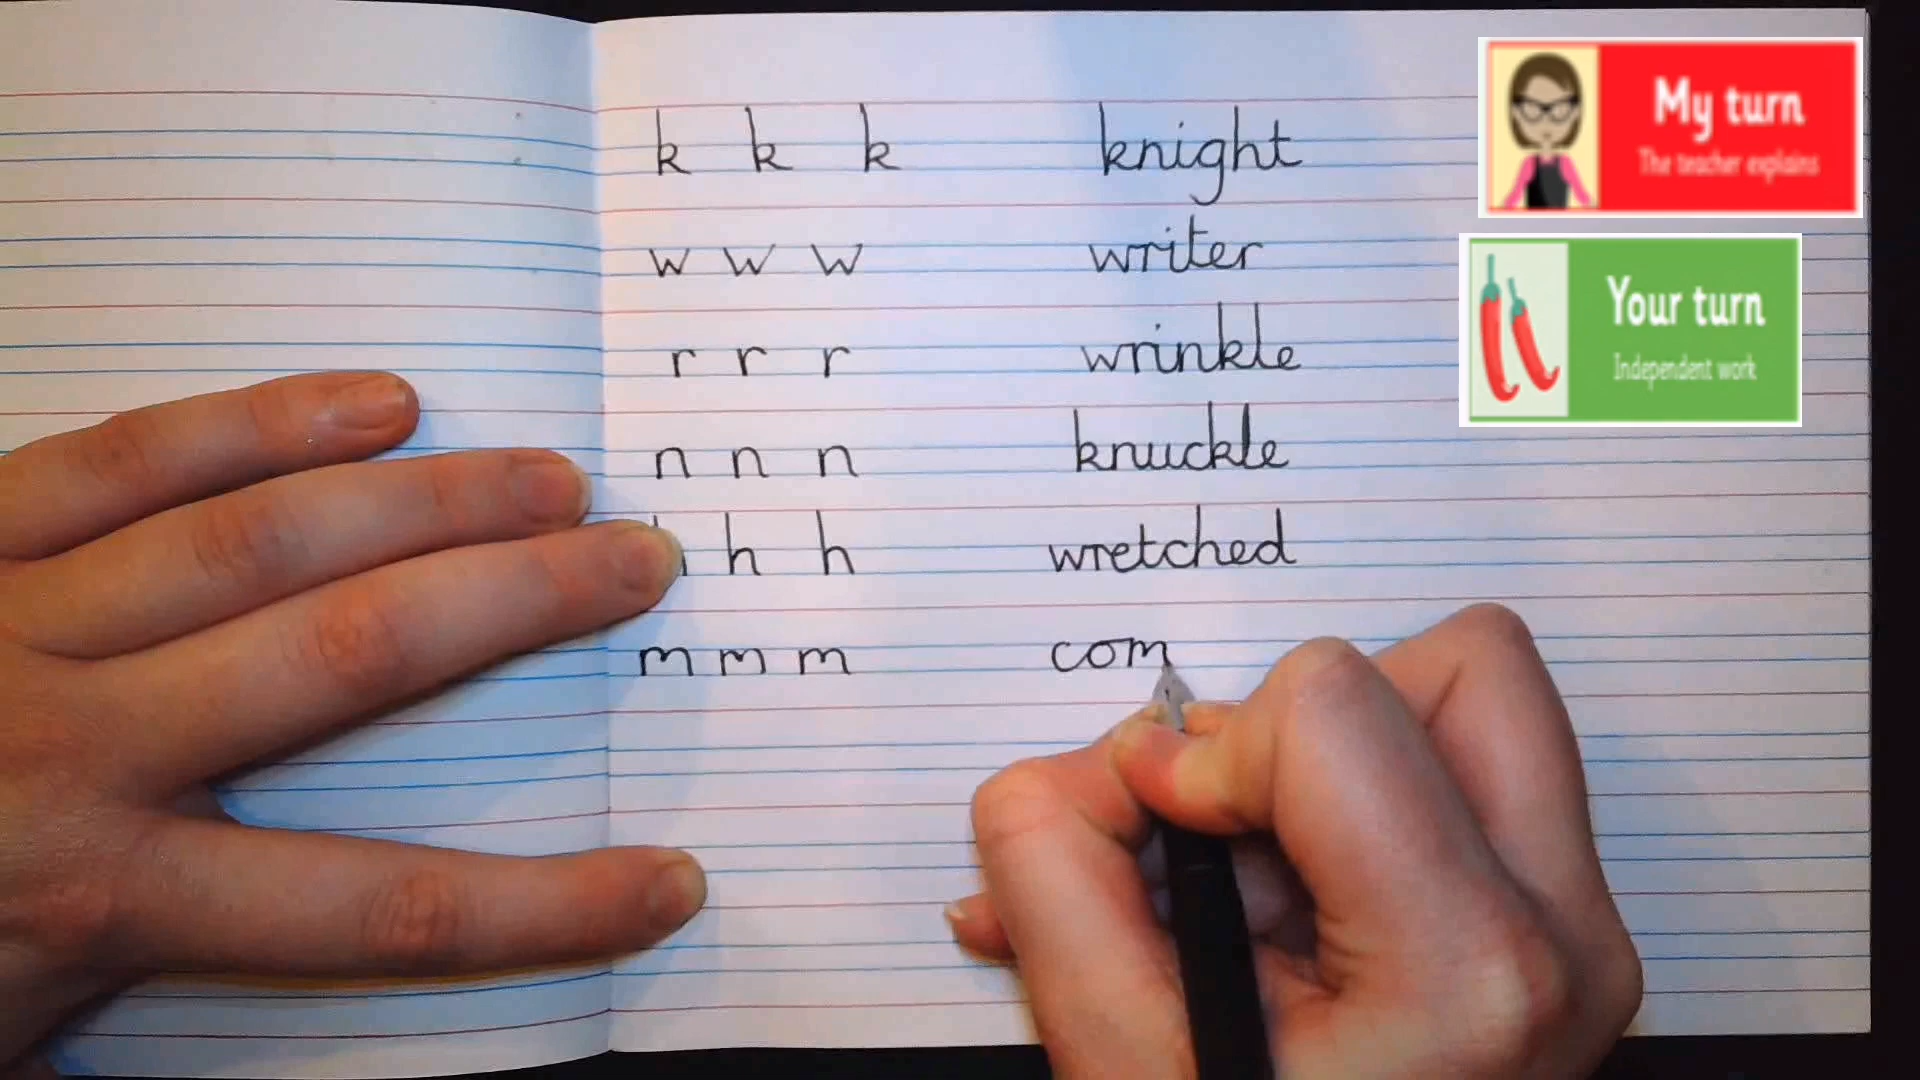 k k k knight
w w w writer
r r r wrinkle
n n n knuckle
h h h wretched
m m m com
My turn
The teacher explains
Your turn
Independent work